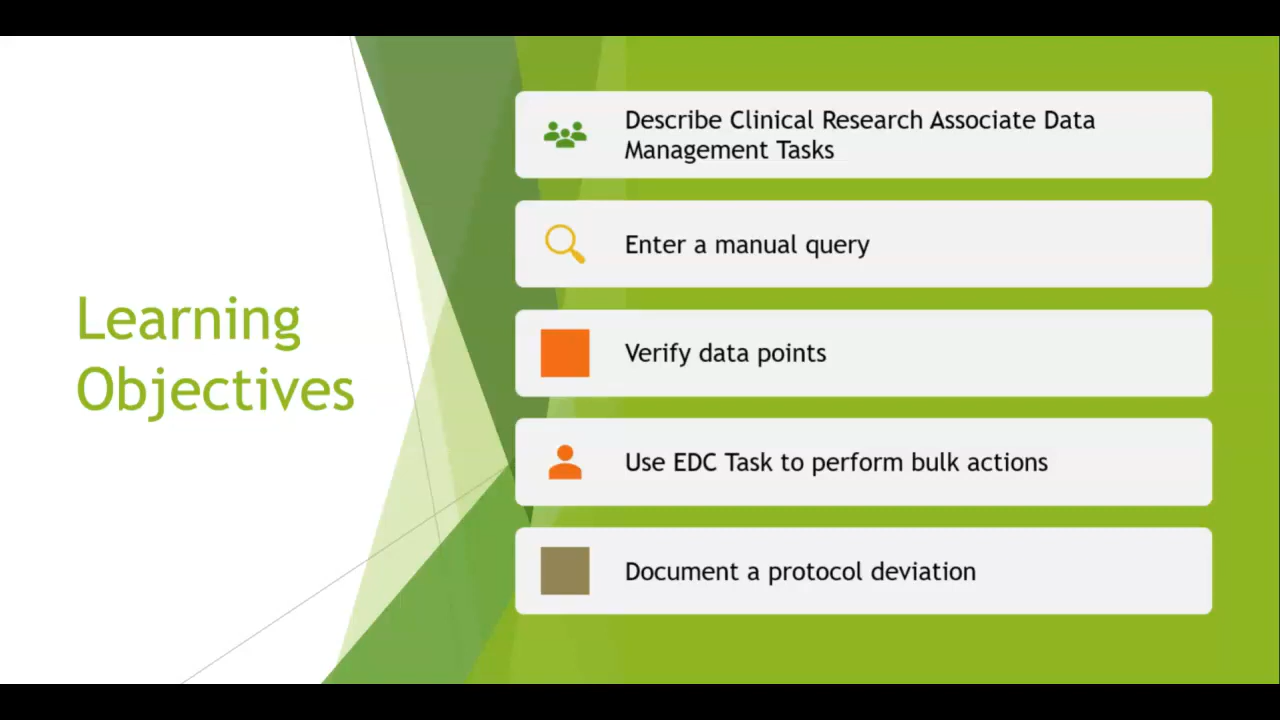 Learning
Objectives
Describe Clinical Research Associate Data
Management Tasks
Enter a manual query
Verify data points
Use EDC Task to perform bulk actions
Document a protocol deviation